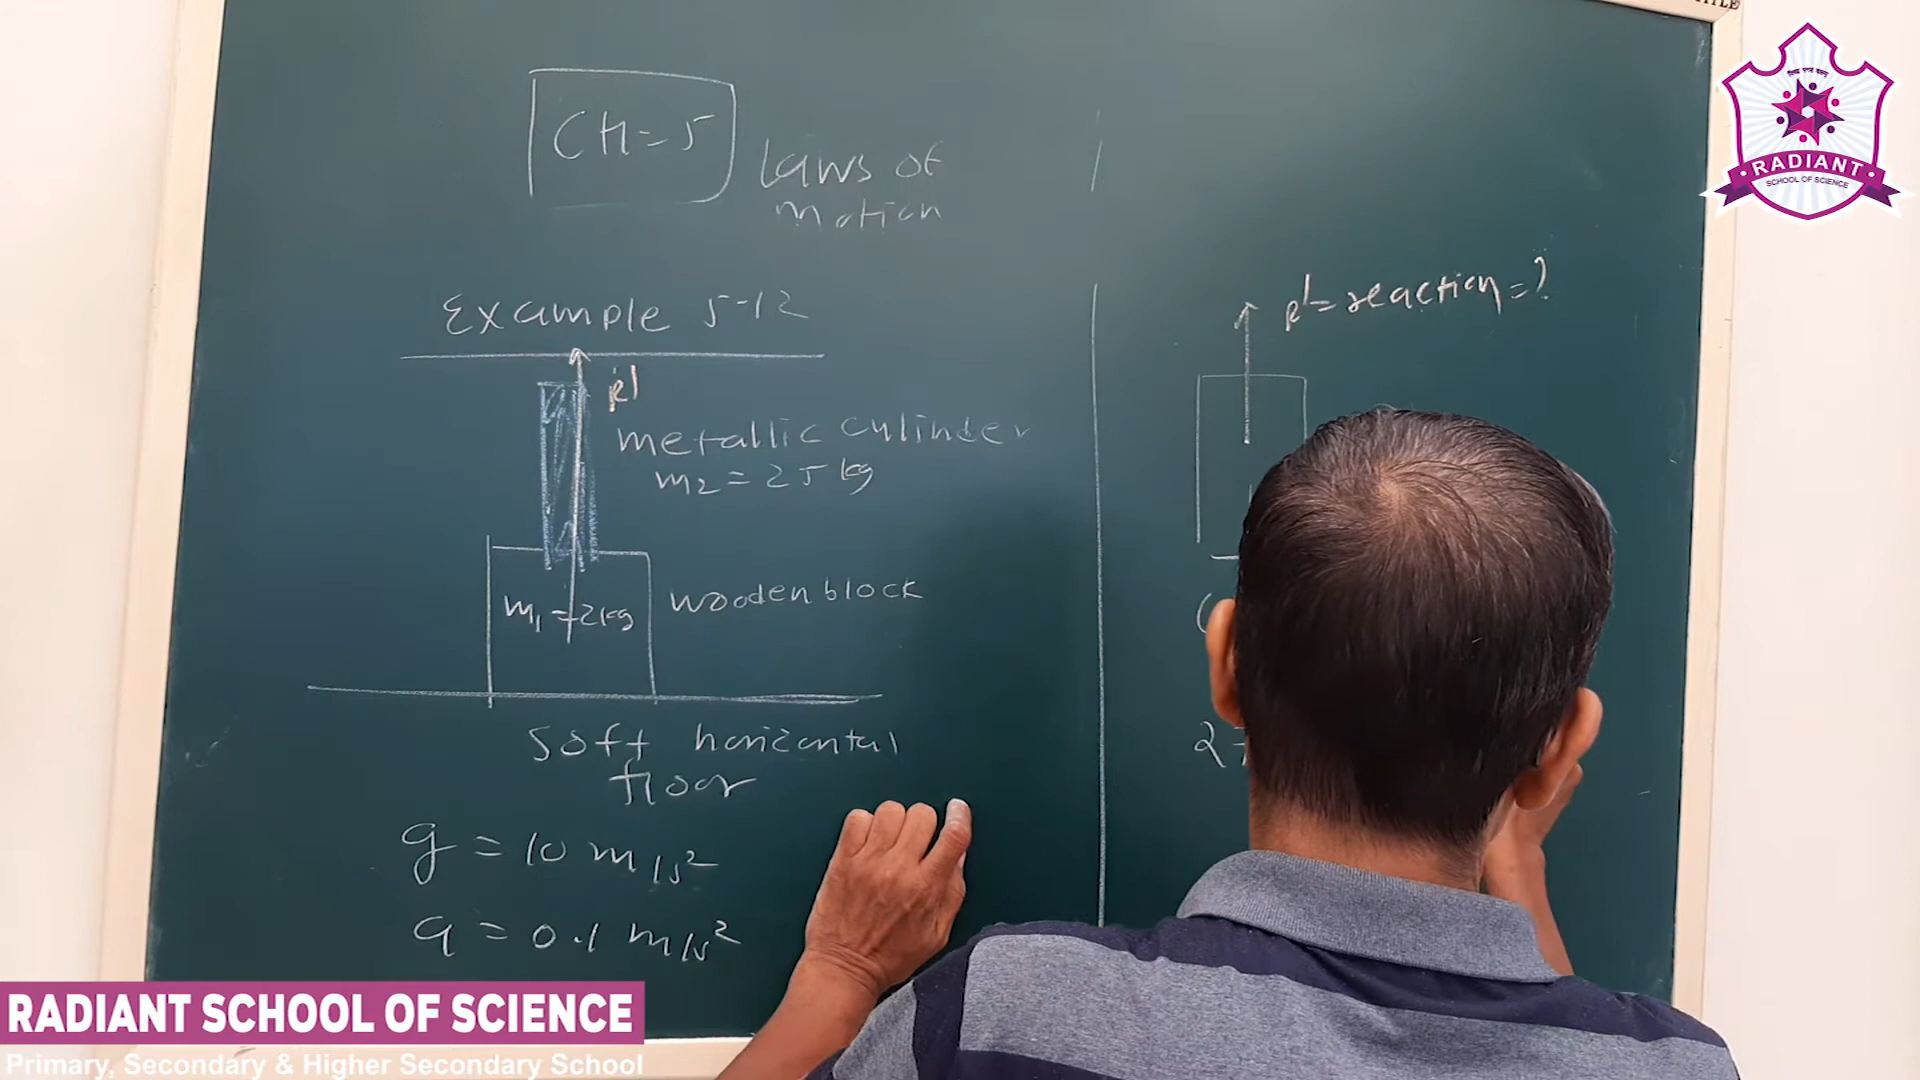 CH=5
Laws of
motion
Example 5-12
R'
metallic cylinder
m₂ = 25 kg
m₁ = 2kg
wooden block
soft horizontal
floor
g = 10 m/s²
a = 0.1 m/s²
R' = reaction = ?
27
RADIANT
SCHOOL OF SCIENCE
RADIANT SCHOOL OF SCIENCE
Primary, Secondary & Higher Secondary School